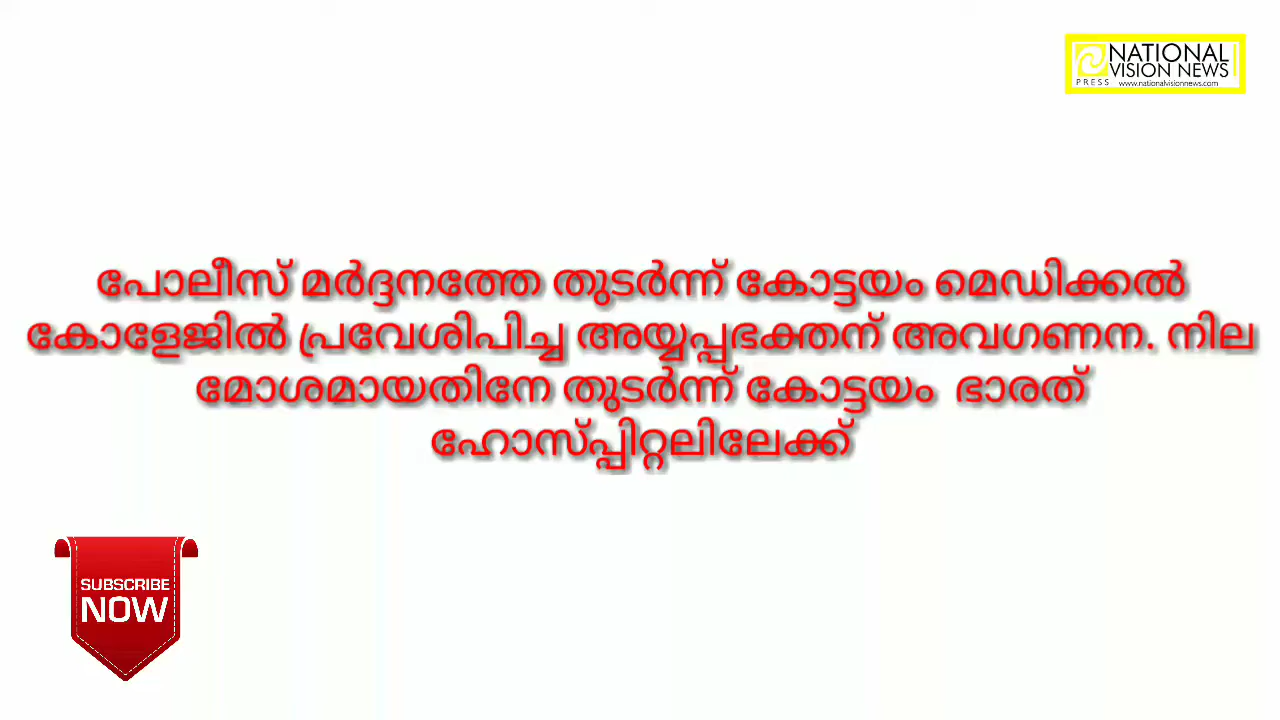 NATIONAL
VISION NEWS
PRESS www.nationalvisionnews.com
പോലീസ് മർദ്ദനത്തേ തുടർന്ന് കോട്ടയം മെഡിക്കൽ
കോളേജിൽ പ്രവേശിപിച്ച അയ്യപ്പഭക്തന് അവഗണന. നില
മോശമായതിനേ തുടർന്ന് കോട്ടയം ഭാരത്
ഹോസ്പ്പിറ്റലിലേക്ക്
SUBSCRIBE
NOW